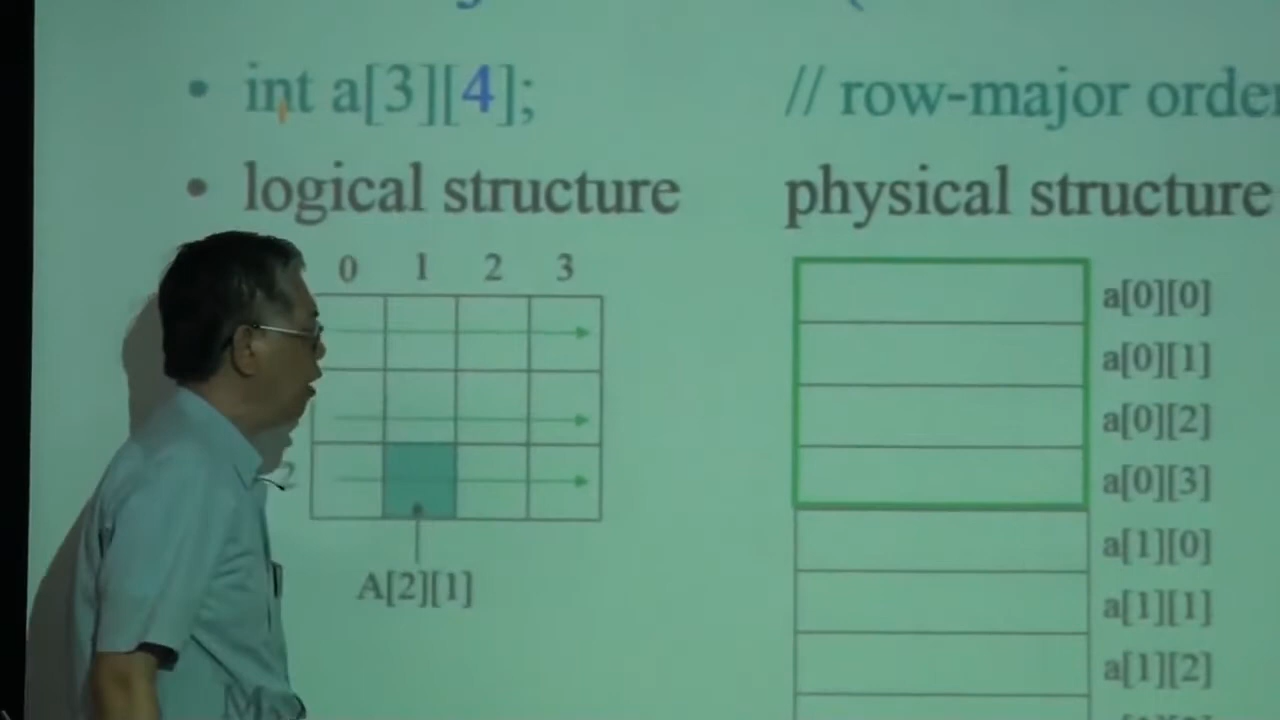 • int a[3][4];
// row-major order
• logical structure
physical structure
0 1 2 3
A[2][1]
a[0][0]
a[0][1]
a[0][2]
a[0][3]
a[1][0]
a[1][1]
a[1][2]